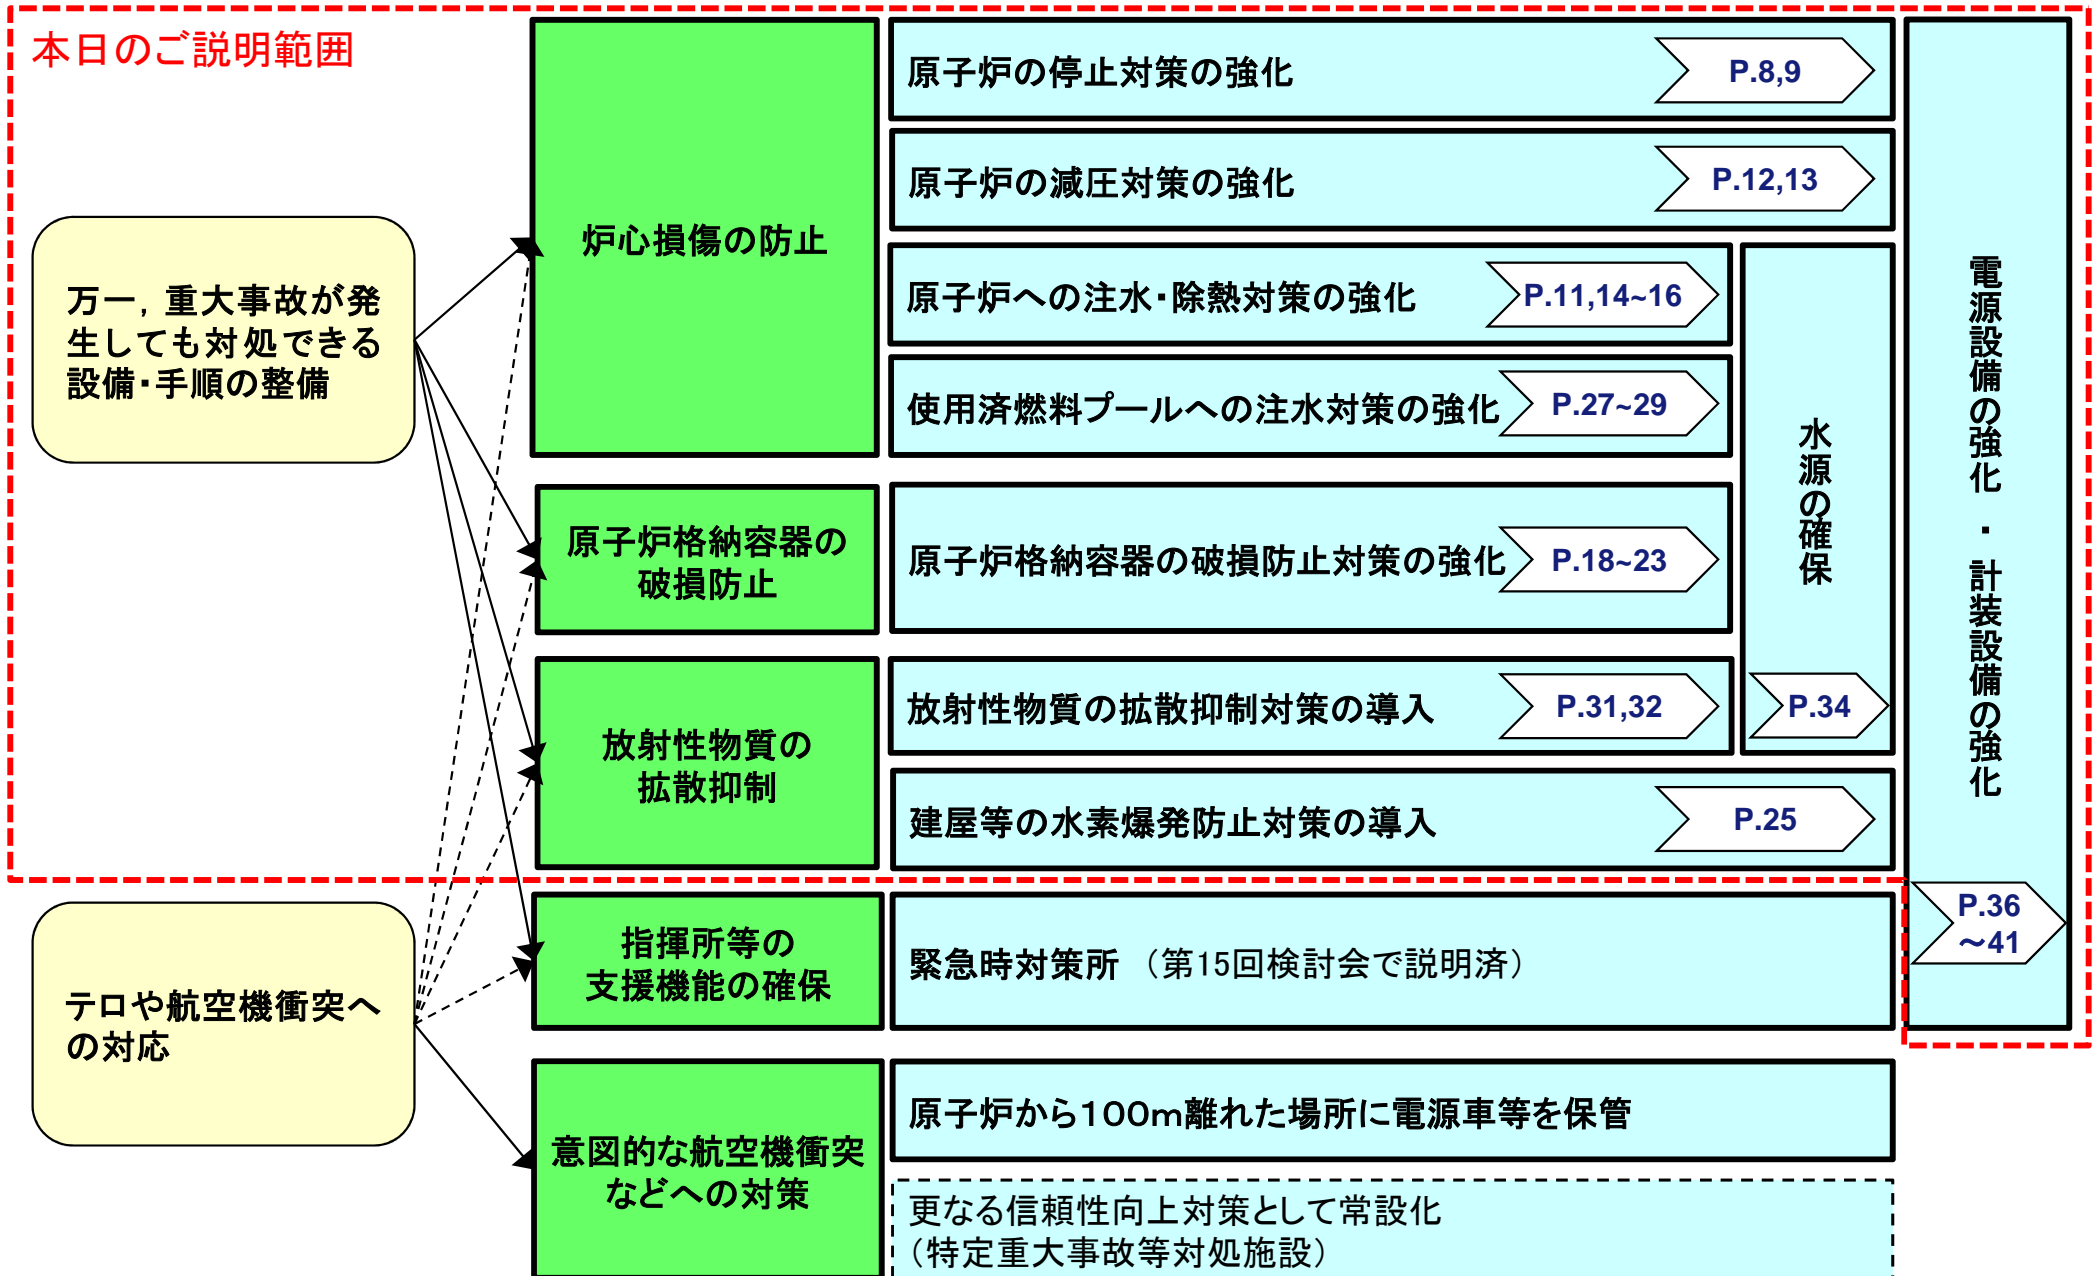 本日のご説明範囲
万一，重大事故が発
生しても対処できる
設備・手順の整備
テロや航空機衝突へ
の対応
炉心損傷の防止
原子炉の停止対策の強化
P.8,9
原子炉の減圧対策の強化
P.12,13
原子炉への注水・除熱対策の強化
P.11,14~16
使用済燃料プールへの注水対策の強化
P.27~29
原子炉格納容器の
破損防止
原子炉格納容器の破損防止対策の強化
P.18~23
放射性物質の
拡散抑制
放射性物質の拡散抑制対策の導入
P.31,32
建屋等の水素爆発防止対策の導入
P.25
水源の確保
P.34
電源設備の強化・計装設備の強化
P.36
～41
指揮所等の
支援機能の確保
緊急時対策所（第15回検討会で説明済）
意図的な航空機衝突
などへの対策
原子炉から１００ｍ離れた場所に電源車等を保管
更なる信頼性向上対策として常設化
（特定重大事故等対処施設）